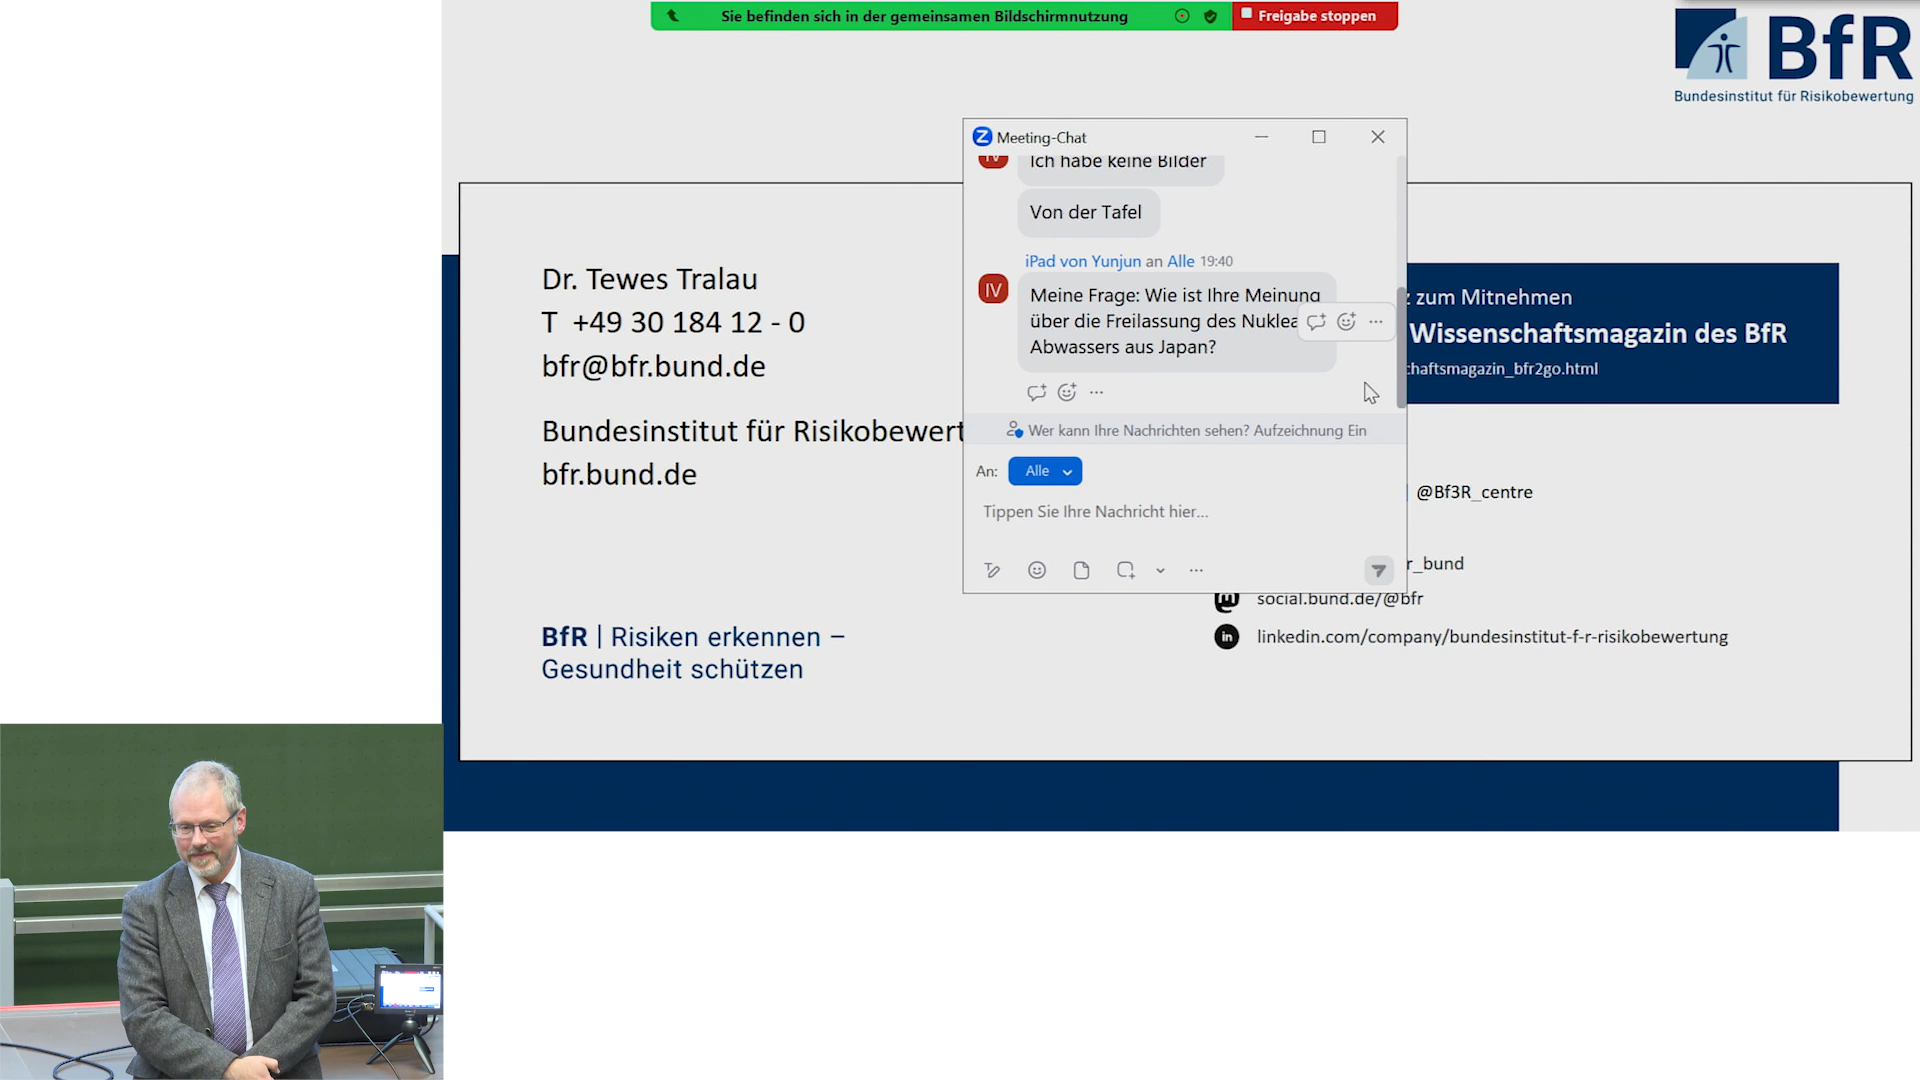 Sie befinden sich in der gemeinsamen Bildschirmnutzung
Freigabe stoppen
BfR
Bundesinstitut für Risikobewertung
Dr. Tewes Tralau
T +49 30 184 12 - 0
bfr@bfr.bund.de
Bundesinstitut für Risikobewert
bfr.bund.de
BfR | Risiken erkennen –
Gesundheit schützen
Meeting-Chat
Ich habe keine Bilder
Von der Tafel
iPad von Yunjun an Alle 19:40
IV
Meine Frage: Wie ist Ihre Meinung
über die Freilassung des Nuklea
Abwassers aus Japan?
Wer kann Ihre Nachrichten sehen? Aufzeichnung Ein
An: Alle
Tippen Sie Ihre Nachricht hier...
zum Mitnehmen
Wissenschaftsmagazin des BfR
chaftsmagazin_bfr2go.html
@Bf3R_centre
r_bund
social.bund.de/@bfr
in linkedin.com/company/bundesinstitut-f-r-risikobewertung